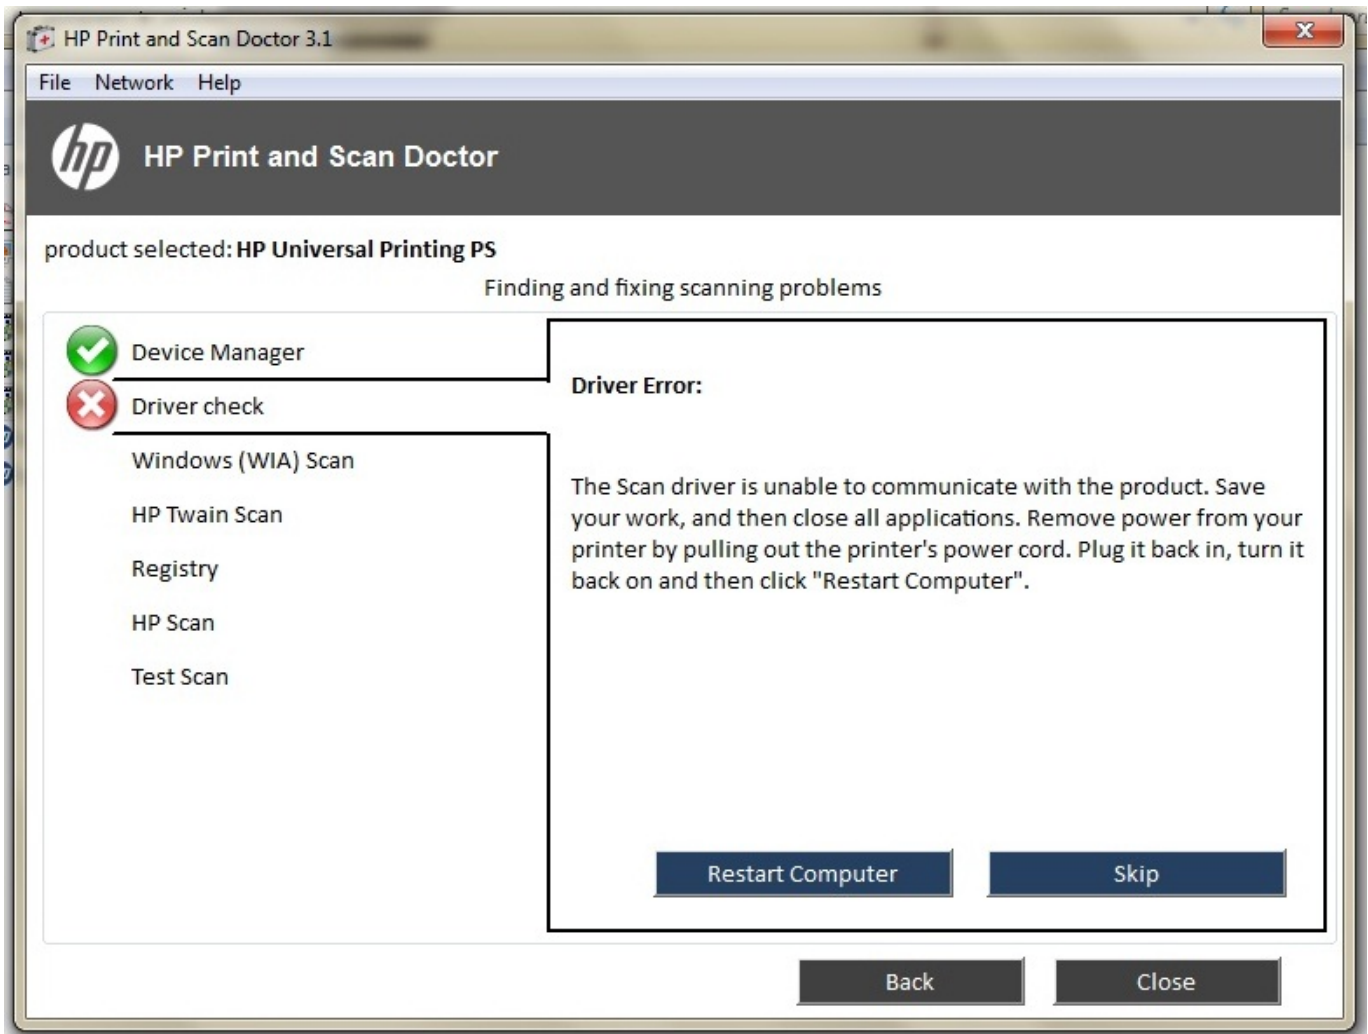 HP Print and Scan Doctor 3.1
File Network Help
hp HP Print and Scan Doctor
product selected: HP Universal Printing PS
Finding and fixing scanning problems
Device Manager
Driver check
Windows (WIA) Scan
HP Twain Scan
Registry
HP Scan
Test Scan
Driver Error:
The Scan driver is unable to communicate with the product. Save
your work, and then close all applications. Remove power from your
printer by pulling out the printer's power cord. Plug it back in, turn it
back on and then click "Restart Computer".
Restart Computer Skip
Back Close